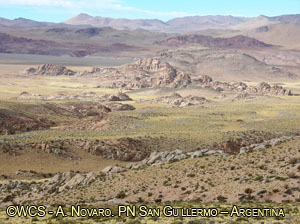 ©WCS - A. Novaro. PN San Guillermo – Argentina